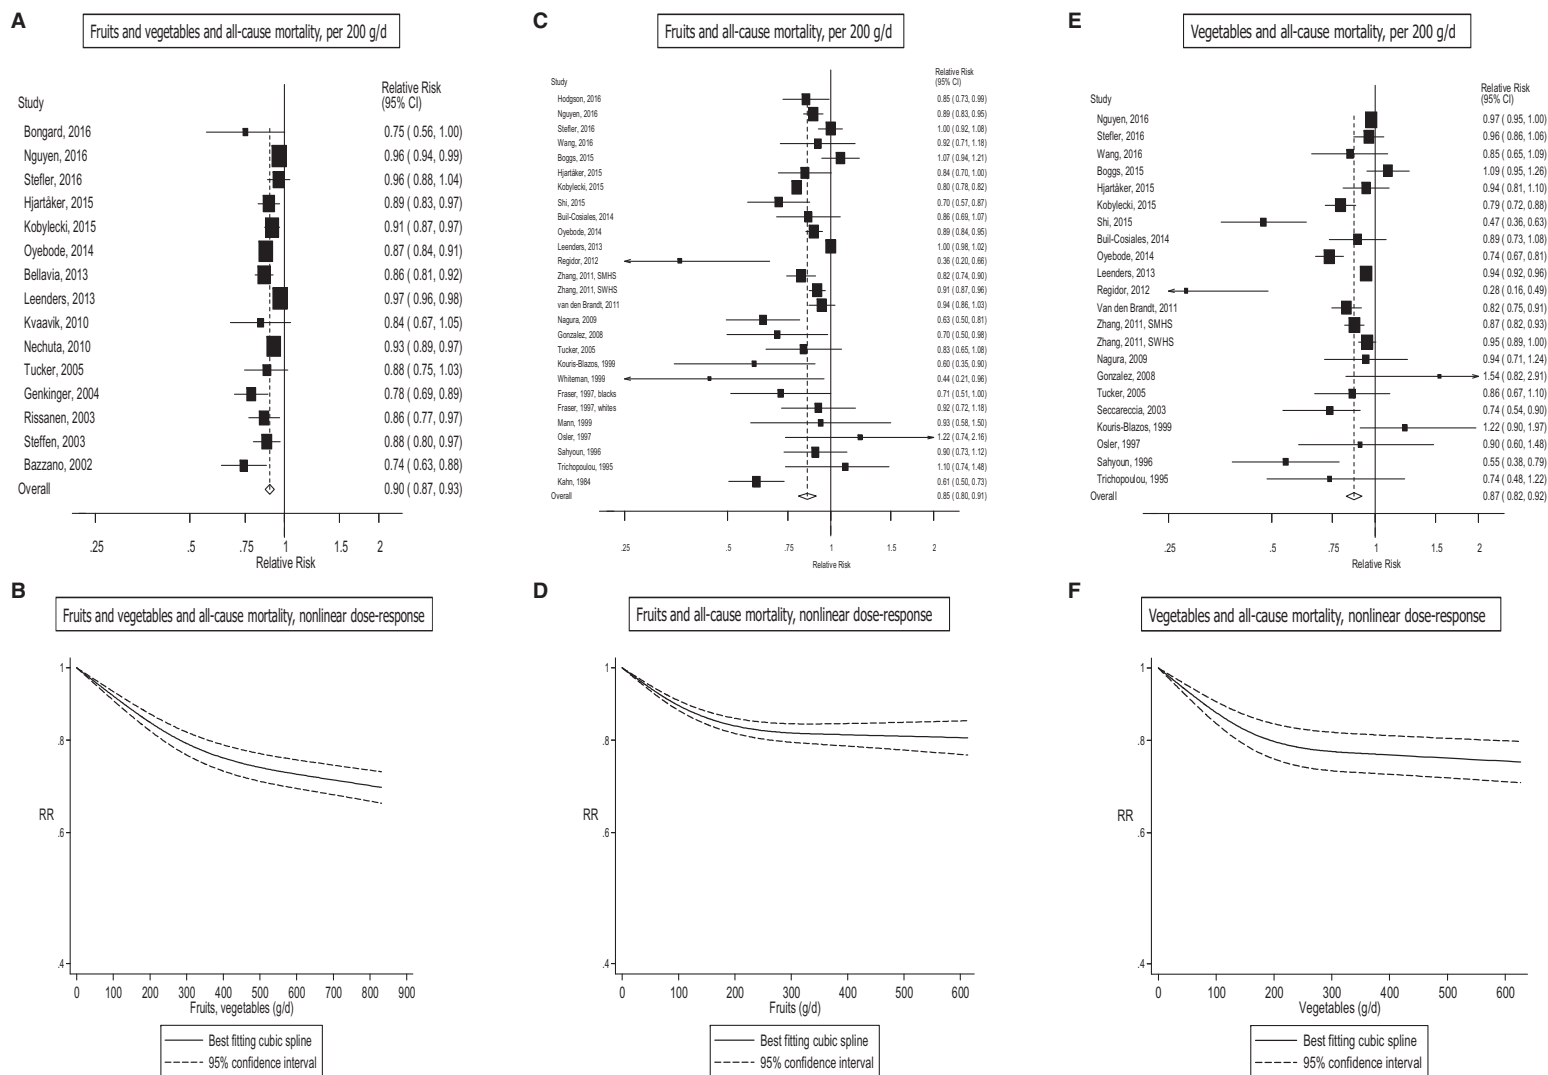 A
Fruits and vegetables and all-cause mortality, per 200 g/d
Relative Risk
Study (95% CI)
Bongard, 2016 0.75 ( 0.56, 1.00)
Nguyen, 2016 0.96 ( 0.94, 0.99)
Stefler, 2016 0.96 ( 0.88, 1.04)
Hjartåker, 2015 0.89 ( 0.83, 0.97)
Kobylecki, 2015 0.91 ( 0.87, 0.97)
Oyebode, 2014 0.87 ( 0.84, 0.91)
Bellavia, 2013 0.86 ( 0.81, 0.92)
Leenders, 2013 0.97 ( 0.96, 0.98)
Kvaavik, 2010 0.84 ( 0.67, 1.05)
Nechuta, 2010 0.93 ( 0.89, 0.97)
Tucker, 2005 0.88 ( 0.75, 1.03)
Genkinger, 2004 0.78 ( 0.69, 0.89)
Rissanen, 2003 0.86 ( 0.77, 0.97)
Steffen, 2003 0.88 ( 0.80, 0.97)
Bazzano, 2002 0.74 ( 0.63, 0.88)
Overall 0.90 ( 0.87, 0.93)
.25 .5 .75 1 1.5 2
Relative Risk
C
Fruits and all-cause mortality, per 200 g/d
Relative Risk
Study (95% CI)
Hodgson, 2016 0.85 ( 0.73, 0.99)
Nguyen, 2016 0.89 ( 0.83, 0.95)
Stefler, 2016 1.00 ( 0.92, 1.08)
Wang, 2016 0.92 ( 0.71, 1.18)
Boggs, 2015 1.07 ( 0.94, 1.21)
Hjartåker, 2015 0.84 ( 0.70, 1.00)
Kobylecki, 2015 0.80 ( 0.78, 0.82)
Shi, 2015 0.70 ( 0.57, 0.87)
Buil-Cosiales, 2014 0.86 ( 0.69, 1.07)
Oyebode, 2014 0.89 ( 0.84, 0.95)
Leenders, 2013 1.00 ( 0.98, 1.02)
Regidor, 2012 0.36 ( 0.20, 0.66)
Zhang, 2011, SMHS 0.82 ( 0.74, 0.90)
Zhang, 2011, SWHS 0.91 ( 0.87, 0.96)
van den Brandt, 2011 0.94 ( 0.86, 1.03)
Nagura, 2009 0.63 ( 0.50, 0.81)
Gonzalez, 2008 0.70 ( 0.50, 0.98)
Tucker, 2005 0.83 ( 0.65, 1.08)
Kouris-Blazos, 1999 0.60 ( 0.35, 0.90)
Whiteman, 1999 0.44 ( 0.21, 0.96)
Fraser, 1997, blacks 0.71 ( 0.51, 1.00)
Fraser, 1997, whites 0.92 ( 0.72, 1.18)
Mann, 1999 0.93 ( 0.58, 1.50)
Osler, 1997 1.22 ( 0.74, 2.16)
Sahyoun, 1996 0.90 ( 0.73, 1.12)
Trichopoulou, 1995 1.10 ( 0.74, 1.48)
Kahn, 1984 0.61 ( 0.50, 0.73)
Overall 0.85 ( 0.80, 0.91)
.25 .5 .75 1 1.5 2
Relative Risk
E
Vegetables and all-cause mortality, per 200 g/d
Relative Risk
Study (95% CI)
Nguyen, 2016 0.97 ( 0.95, 1.00)
Stefler, 2016 0.96 ( 0.86, 1.06)
Wang, 2016 0.85 ( 0.65, 1.09)
Boggs, 2015 1.09 ( 0.95, 1.26)
Hjartåker, 2015 0.94 ( 0.81, 1.10)
Kobylecki, 2015 0.79 ( 0.72, 0.88)
Shi, 2015 0.47 ( 0.36, 0.63)
Buil-Cosiales, 2014 0.89 ( 0.73, 1.08)
Oyebode, 2014 0.74 ( 0.67, 0.81)
Leenders, 2013 0.94 ( 0.92, 0.96)
Regidor, 2012 0.28 ( 0.16, 0.49)
Van den Brandt, 2011 0.82 ( 0.75, 0.91)
Zhang, 2011, SMHS 0.87 ( 0.82, 0.93)
Zhang, 2011, SWHS 0.95 ( 0.89, 1.00)
Nagura, 2009 0.94 ( 0.71, 1.24)
Gonzalez, 2008 1.54 ( 0.82, 2.91)
Tucker, 2005 0.86 ( 0.67, 1.10)
Seccareccia, 2003 0.74 ( 0.54, 0.90)
Kouris-Blazos, 1999 1.22 ( 0.90, 1.97)
Osler, 1997 0.90 ( 0.60, 1.48)
Sahyoun, 1996 0.55 ( 0.38, 0.79)
Trichopoulou, 1995 0.74 ( 0.48, 1.22)
Overall 0.87 ( 0.82, 0.92)
.25 .5 .75 1 1.5 2
Relative Risk
B
Fruits and vegetables and all-cause mortality, nonlinear dose-response
1
.8
RR
.6
.4
0 100 200 300 400 500 600 700 800 900
Fruits, vegetables (g/d)
Best fitting cubic spline
95% confidence interval
D
Fruits and all-cause mortality, nonlinear dose-response
1
.8
RR
.6
.4
0 100 200 300 400 500 600
Fruits (g/d)
Best fitting cubic spline
95% confidence interval
F
Vegetables and all-cause mortality, nonlinear dose-response
1
.8
RR
.6
.4
0 100 200 300 400 500 600
Vegetables (g/d)
Best fitting cubic spline
95% confidence interval